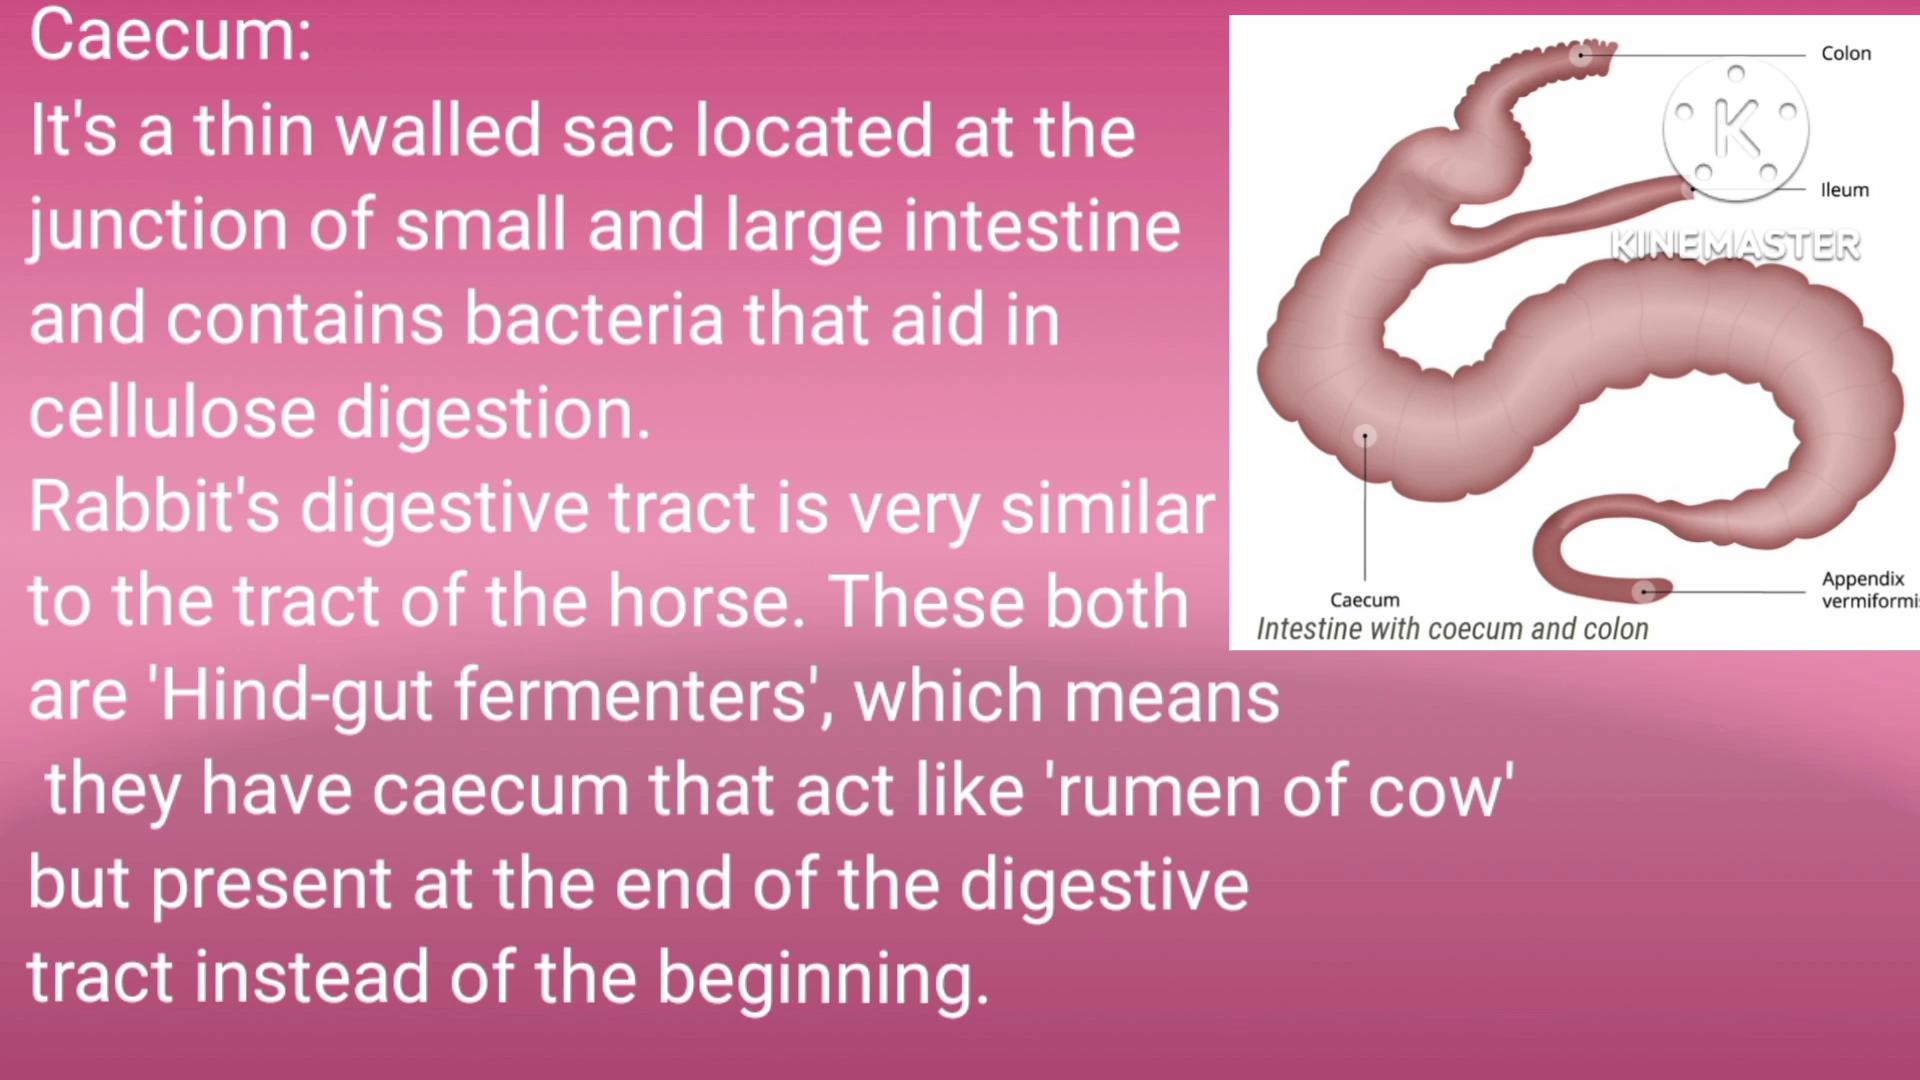 Caecum:
It's a thin walled sac located at the
junction of small and large intestine
and contains bacteria that aid in
cellulose digestion.
Rabbit's digestive tract is very similar
to the tract of the horse. These both
are 'Hind-gut fermenters', which means
they have caecum that act like 'rumen of cow'
but present at the end of the digestive
tract instead of the beginning.
Colon
K
Ileum
KINEMASTER
Appendix
vermiformis
Caecum
Intestine with coecum and colon